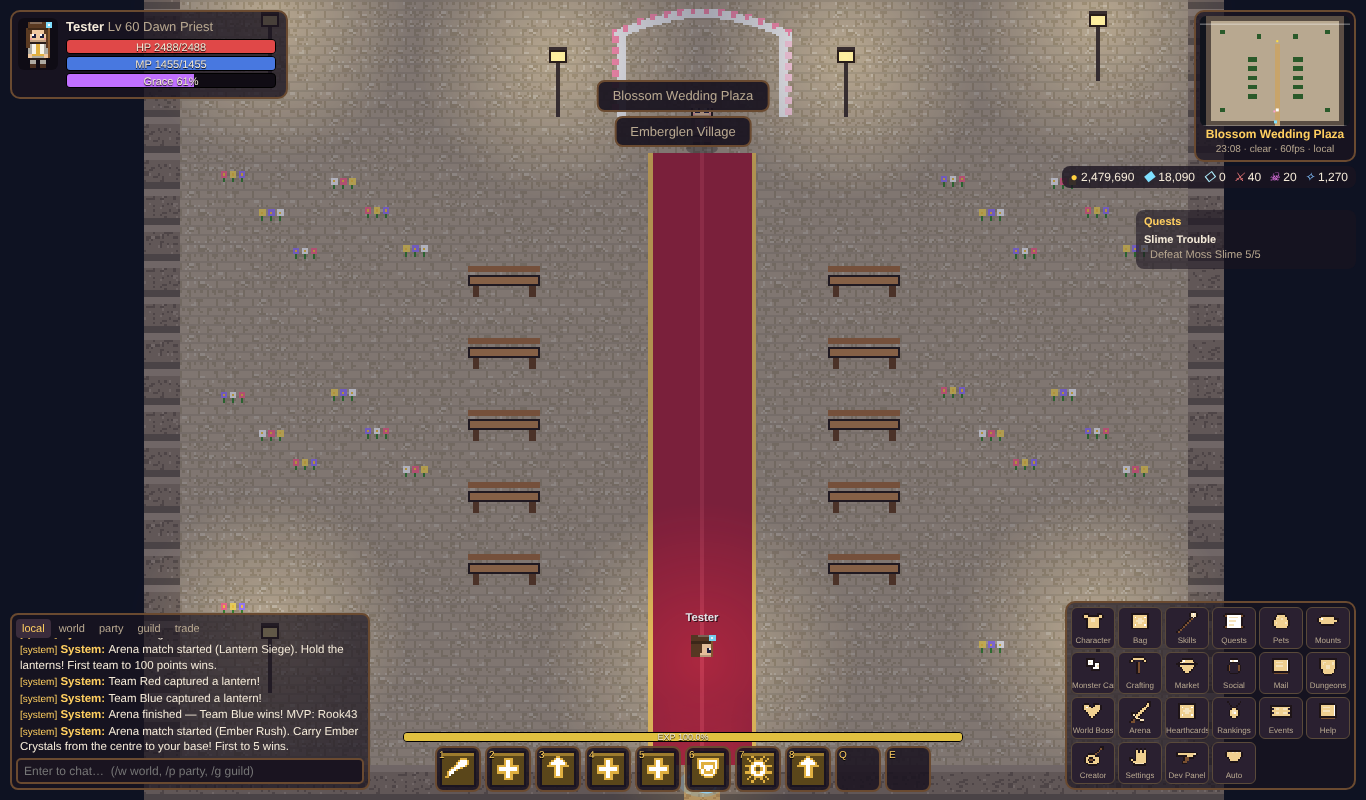 Tester Lv 60 Dawn Priest
HP 2488/2488
MP 1455/1455
Grace 61%
Blossom Wedding Plaza
Emberglen Village
Blossom Wedding Plaza
23:08 · clear · 60fps · local
2,479,690 18,090 0 40 20 1,270
Quests
Slime Trouble
Defeat Moss Slime 5/5
Tester
local world party guild trade
[system] System: Arena match started (Lantern Siege). Hold the
lanterns! First team to 100 points wins.
[system] System: Team Red captured a lantern!
[system] System: Team Blue captured a lantern!
[system] System: Arena finished — Team Blue wins! MVP: Rook43
[system] System: Arena match started (Ember Rush). Carry Ember
Crystals from the centre to your base! First to 5 wins.
Enter to chat… (/w world, /p party, /g guild)
EXP 100.0%
1 2 3 4 5 6 7 8 Q E
Character Bag Skills Quests Pets Mounts
Monster Ca Crafting Market Social Mail Dungeons
World Boss Arena Heartcards Rankings Events Help
Creator Settings Dev Panel Auto